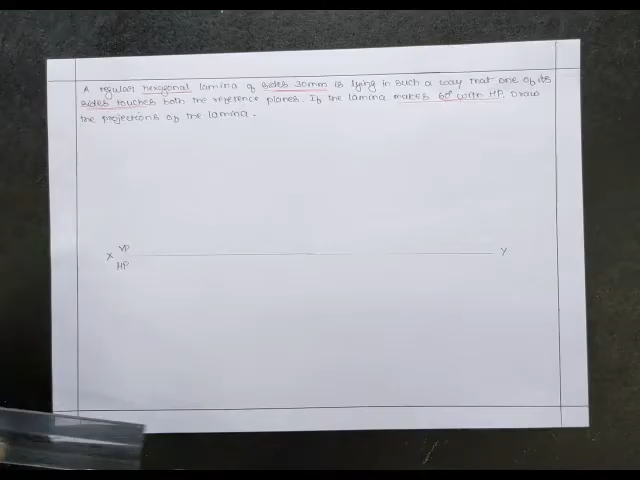 A regular hexagonal lamina of sides 30mm is lying in such a way that one of its
sides touches both the reference planes. If the lamina makes 60° with HP. Draw
the projections of the lamina.
VP
X Y
HP